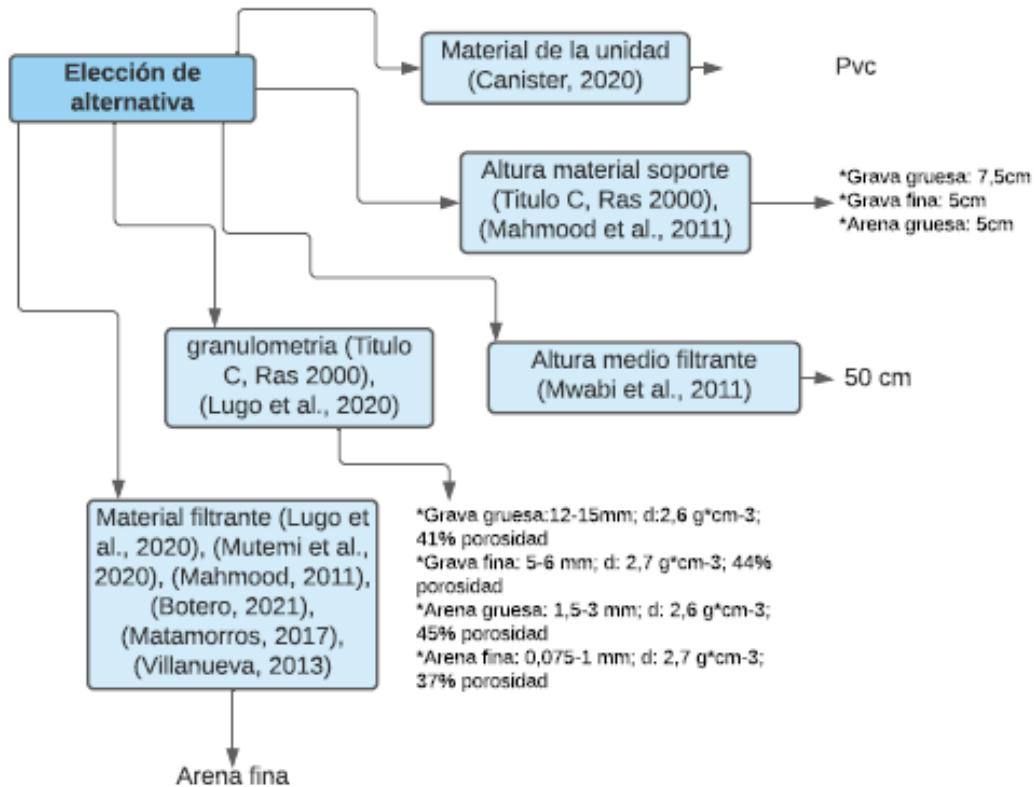 Elección de
alternativa
Material de la unidad
(Canister, 2020)
Pvc
Altura material soporte
(Titulo C, Ras 2000),
(Mahmood et al., 2011)
*Grava gruesa: 7,5cm
*Grava fina: 5cm
*Arena gruesa: 5cm
granulometria (Titulo
C, Ras 2000),
(Lugo et al., 2020)
Altura medio filtrante
(Mwabi et al., 2011)
50 cm
Material filtrante (Lugo et
al., 2020), (Mutemi et al.,
2020), (Mahmood, 2011),
(Botero, 2021),
(Matamorros, 2017),
(Villanueva, 2013)
*Grava gruesa:12-15mm; d:2,6 g*cm-3;
41% porosidad
*Grava fina: 5-6 mm; d: 2,7 g*cm-3; 44%
porosidad
*Arena gruesa: 1,5-3 mm; d: 2,6 g*cm-3;
45% porosidad
*Arena fina: 0,075-1 mm; d: 2,7 g*cm-3;
37% porosidad
Arena fina